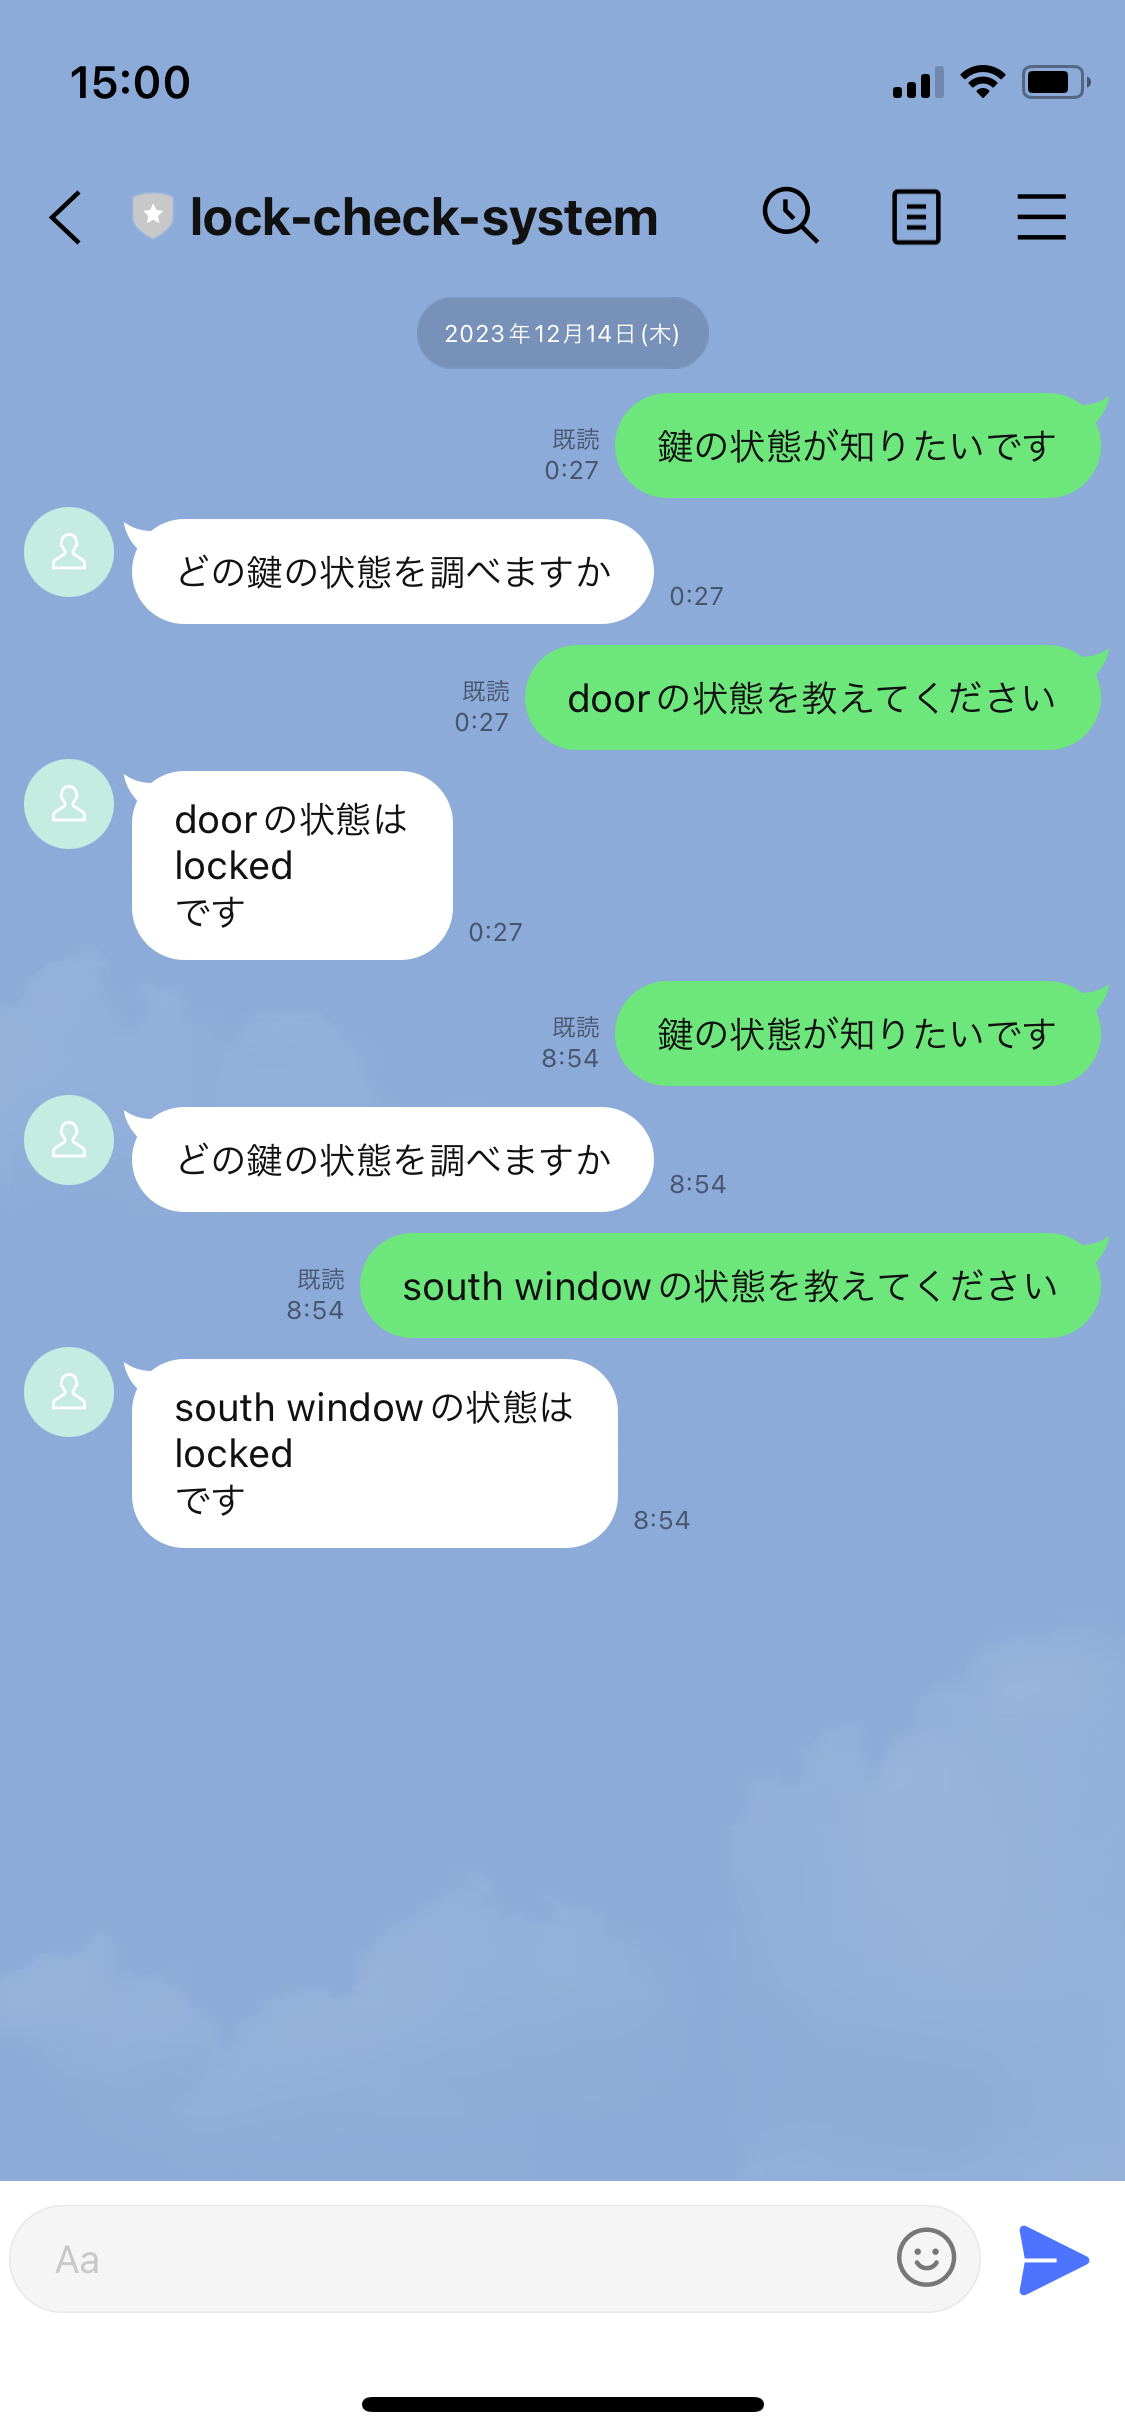 15:00
lock-check-system
2023年12月14日(木)
鍵の状態が知りたいです
既読
0:27
どの鍵の状態を調べますか
0:27
doorの状態を教えてください
既読
0:27
doorの状態は
locked
です
0:27
鍵の状態が知りたいです
既読
8:54
どの鍵の状態を調べますか
8:54
south windowの状態を教えてください
既読
8:54
south windowの状態は
locked
です
8:54
Aa